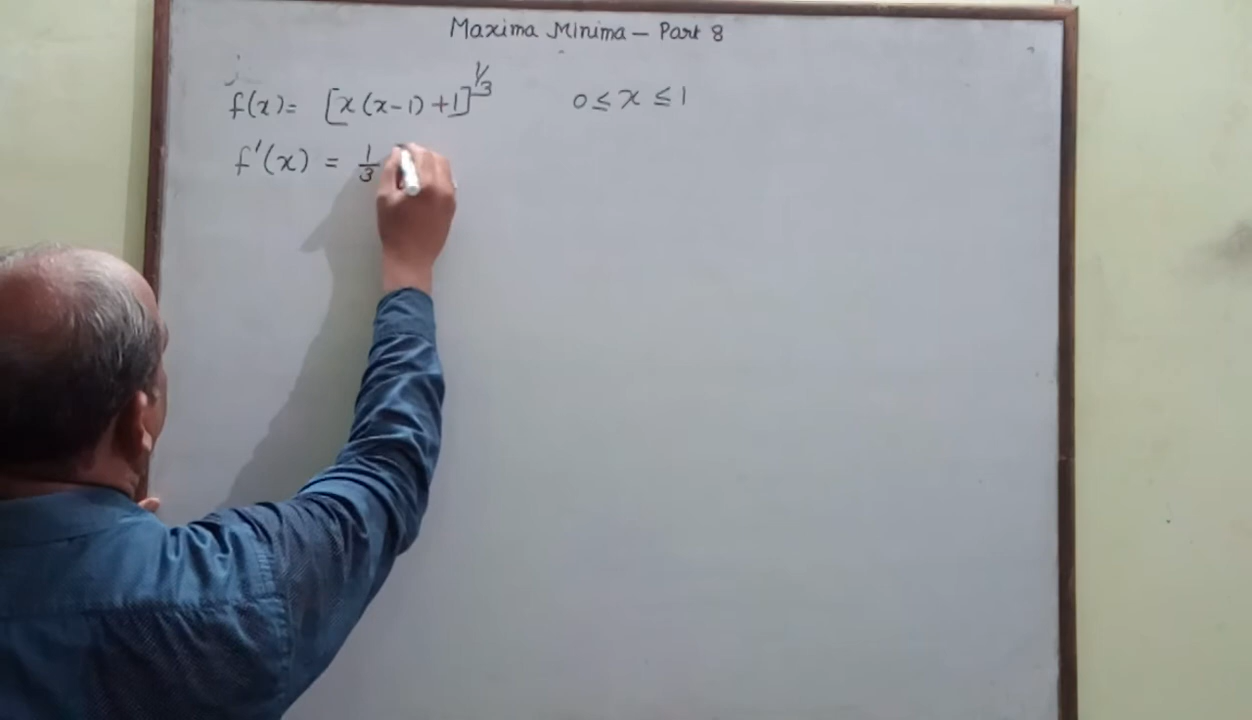 Maxima Minima — Part 8
f(x) = [x(x-1)+1]^1/3 0 ≤ x ≤ 1
f'(x) = 1/3